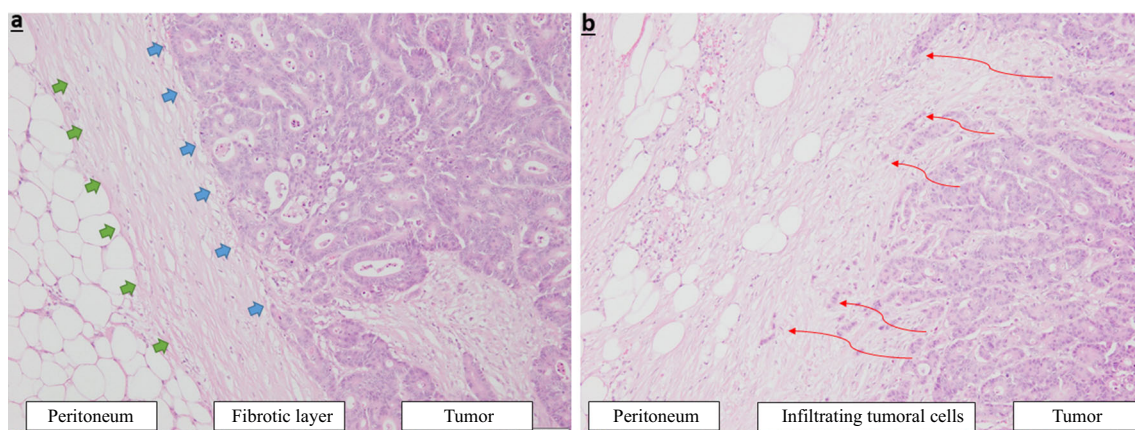 a
b
Peritoneum
Fibrotic layer
Tumor
Peritoneum
Infiltrating tumoral cells
Tumor